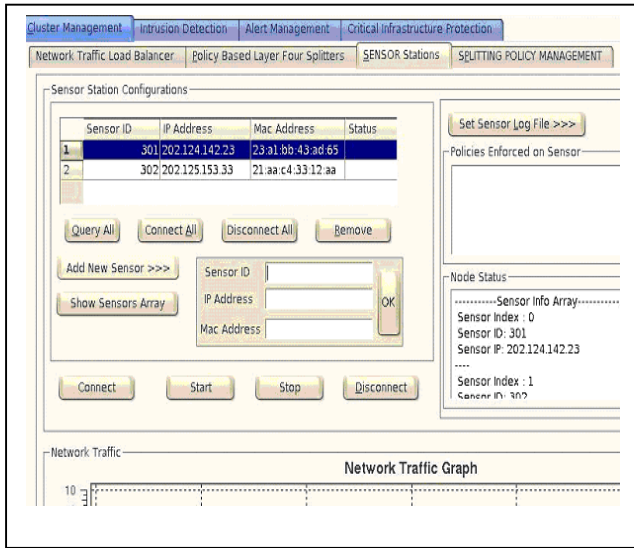 Cluster Management Intrusion Detection Alert Management Critical Infrastructure Protection
Network Traffic Load Balancer Policy Based Layer Four Splitters SENSOR Stations SPLITTING POLICY MANAGEMENT
Sensor Station Configurations
Sensor ID IP Address Mac Address Status
1 301 202.124.142.23 23:a1:bb:43:ad:65
2 302 202.125.153.33 21:aa:c4:33:12:aa
Query All Connect All Disconnect All Remove
Add New Sensor >>>
Show Sensors Array
Sensor ID
IP Address
Mac Address
OK
Connect Start Stop Disconnect
Set Sensor Log File >>>
Policies Enforced on Sensor
Node Status
----------Sensor Info Array----------
Sensor Index : 0
Sensor ID: 301
Sensor IP: 202.124.142.23
----
Sensor Index : 1
Sensor ID: 302
Network Traffic
Network Traffic Graph
10